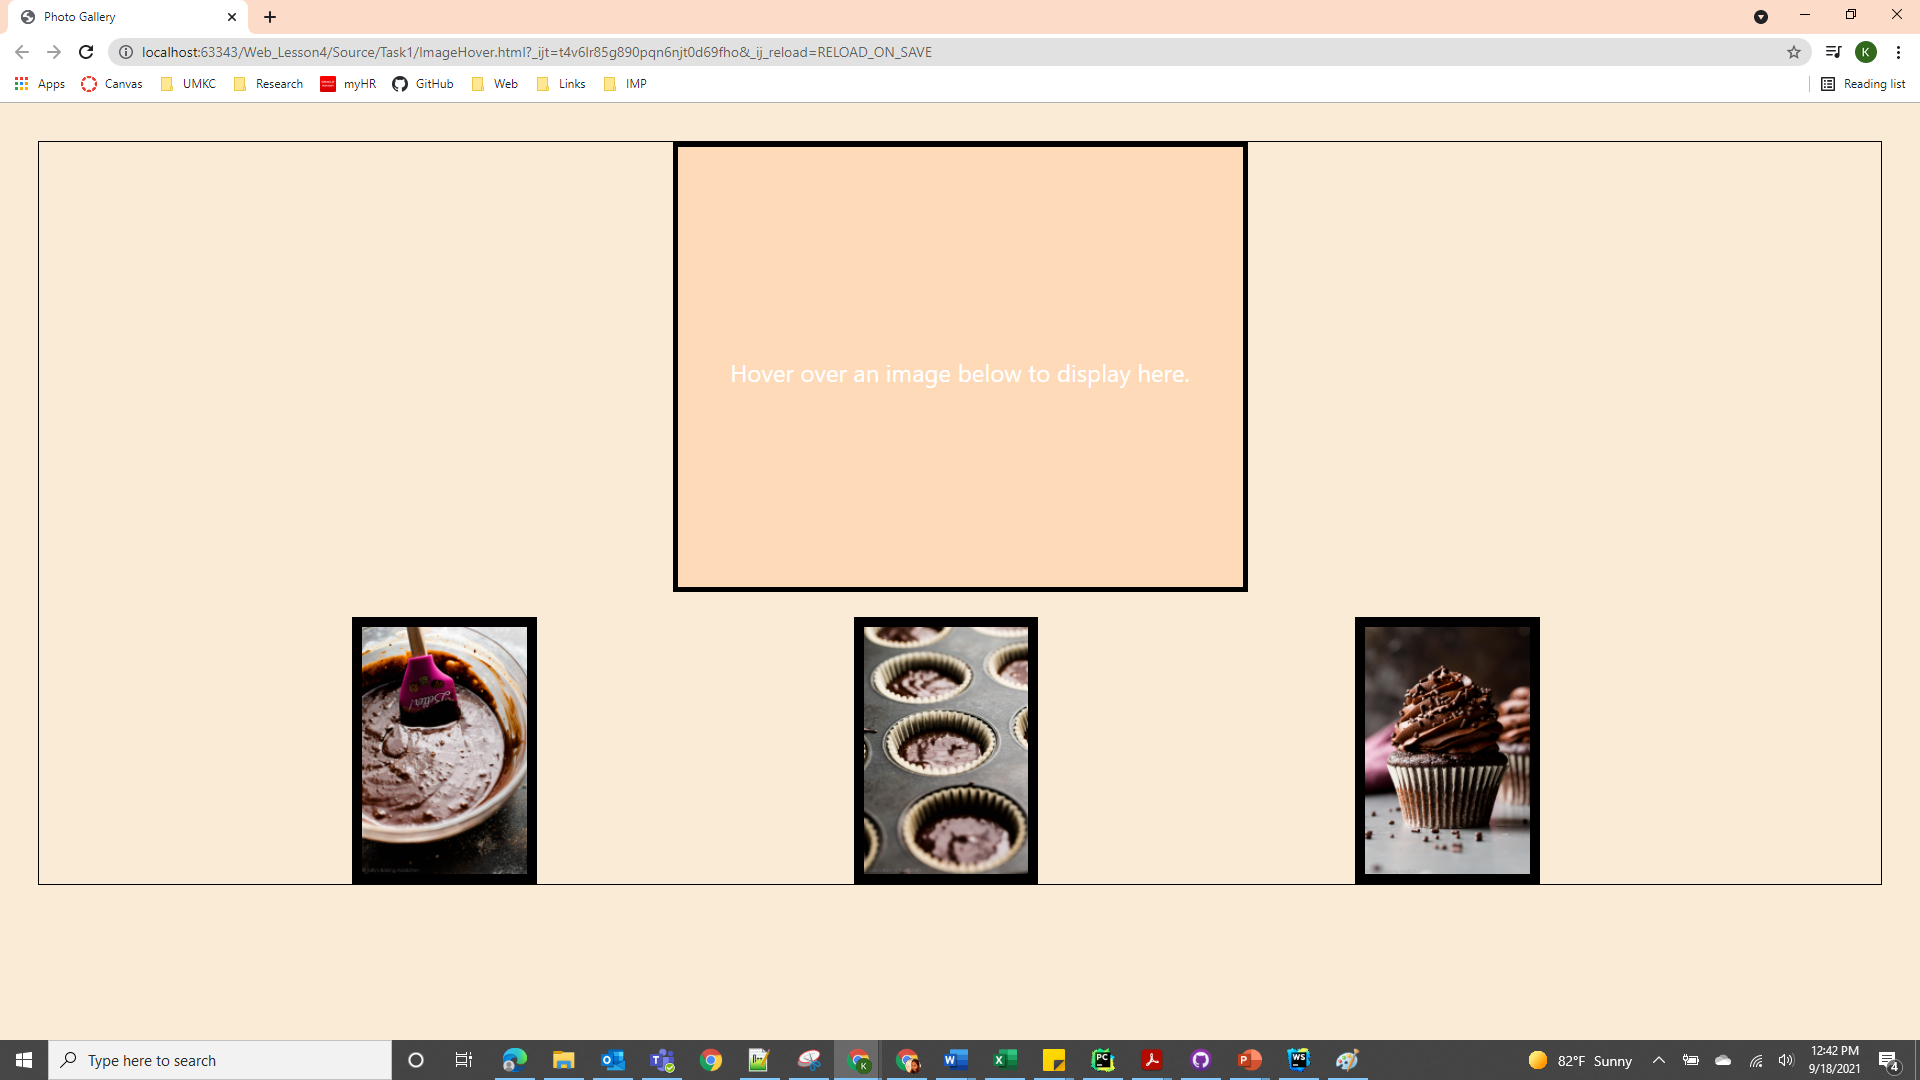 Photo Gallery
localhost:63343/Web_Lesson4/Source/Task1/ImageHover.html?_ijt=t4v6lr85g890pqn6njt0d69fho&_ij_reload=RELOAD_ON_SAVE
K
Apps Canvas UMKC Research myHR GitHub Web Links IMP Reading list
Hover over an image below to display here.
Type here to search
82°F Sunny
12:42 PM
9/18/2021
4